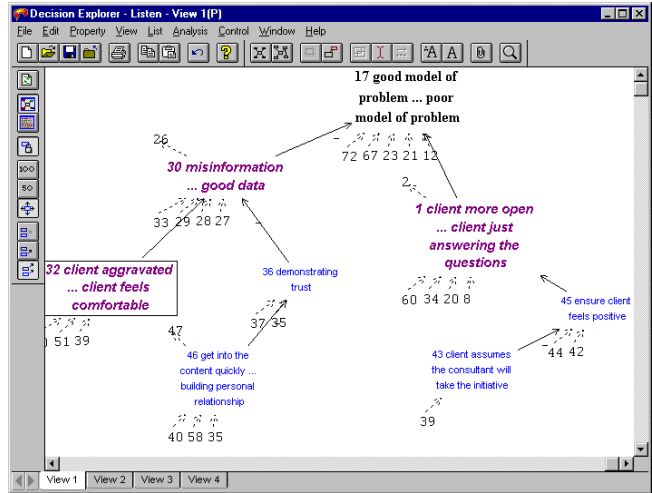 Decision Explorer - Listen - View 1(P)
File Edit Property View List Analysis Control Window Help
100
50
17 good model of
problem ... poor
model of problem
26
-
72 67 23 21 12
30 misinformation
... good data
2
33 29 28 27
-
1 client more open
... client just
answering the
questions
32 client aggravated
... client feels
comfortable
36 demonstrating
trust
60 34 20 8
45 ensure client
feels positive
37 -35
51 39
47
46 get into the
content quickly ...
building personal
relationship
43 client assumes
the consultant will
take the initiative
-44 42
39
40 58 35
View 1 View 2 View 3 View 4